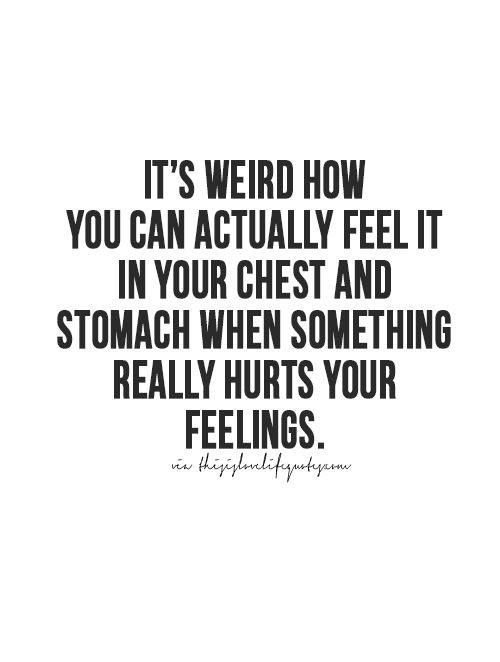 IT'S WEIRD HOW
YOU CAN ACTUALLY FEEL IT
IN YOUR CHEST AND
STOMACH WHEN SOMETHING
REALLY HURTS YOUR
FEELINGS.
via thisislovelifequotes.com